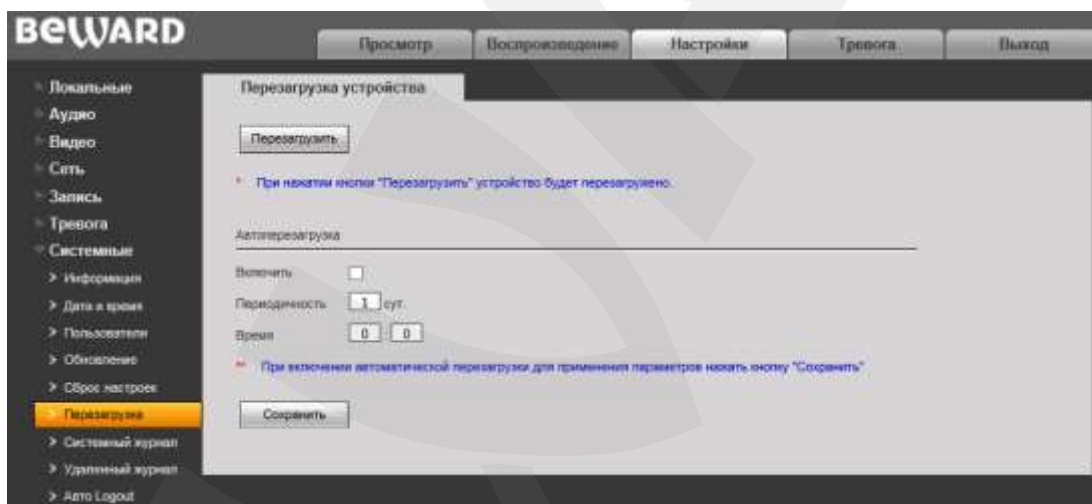 BEWARD
Просмотр Воспроизведение Настройки Тревога Выход
Локальные
Аудио
Видео
Сеть
Запись
Тревога
Системные
> Информация
> Дата и время
> Пользователи
> Обновление
> Сброс настроек
> Перезагрузка
> Системный журнал
> Удаленный журнал
> Авто Logout
Перезагрузка устройства
Перезагрузить
* При нажатии кнопки "Перезагрузить" устройство будет перезагружено.
Автоперезагрузка
Включить
Периодичность 1 сут.
Время 0 : 0
** При включении автоматической перезагрузки для применения параметров нажать кнопку "Сохранить"
Сохранить